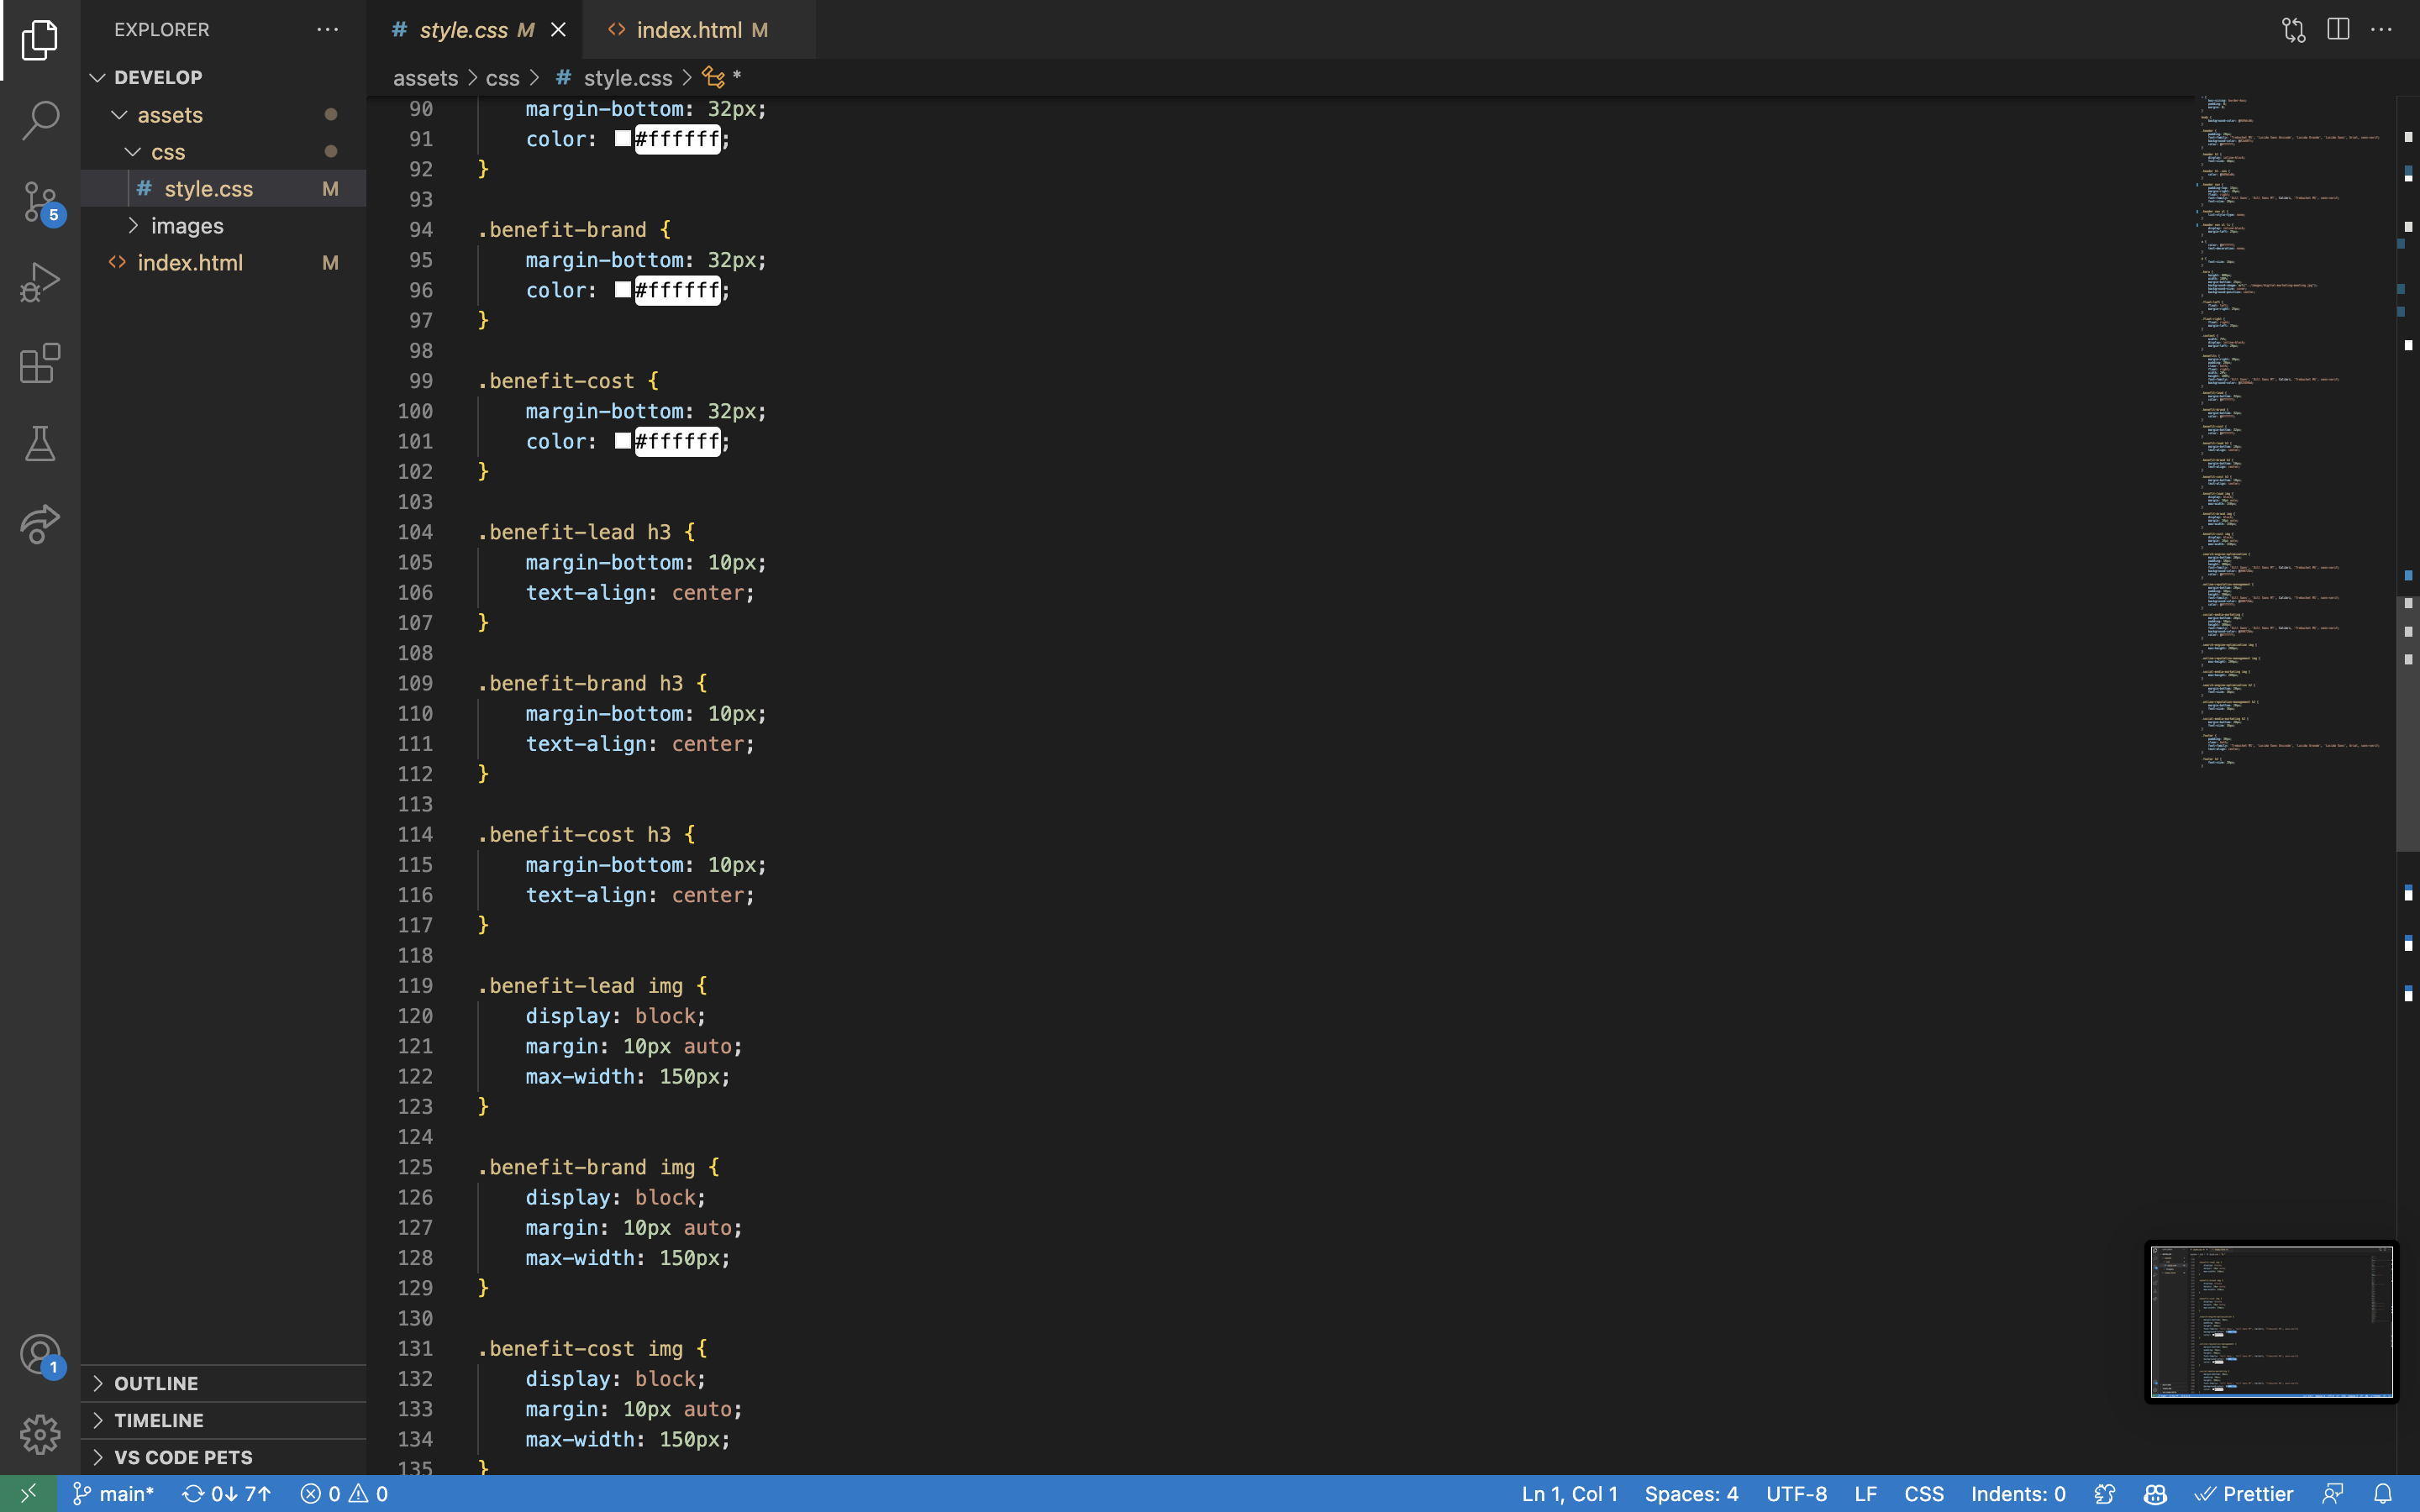 EXPLORER
DEVELOP
assets
css
# style.css M
images
<> index.html M
OUTLINE
TIMELINE
VS CODE PETS
# style.css M
<> index.html M
assets > css > # style.css > *
90 margin-bottom: 32px;
91 color: #ffffff;
92 }
93
94 .benefit-brand {
95 margin-bottom: 32px;
96 color: #ffffff;
97 }
98
99 .benefit-cost {
100 margin-bottom: 32px;
101 color: #ffffff;
102 }
103
104 .benefit-lead h3 {
105 margin-bottom: 10px;
106 text-align: center;
107 }
108
109 .benefit-brand h3 {
110 margin-bottom: 10px;
111 text-align: center;
112 }
113
114 .benefit-cost h3 {
115 margin-bottom: 10px;
116 text-align: center;
117 }
118
119 .benefit-lead img {
120 display: block;
121 margin: 10px auto;
122 max-width: 150px;
123 }
124
125 .benefit-brand img {
126 display: block;
127 margin: 10px auto;
128 max-width: 150px;
129 }
130
131 .benefit-cost img {
132 display: block;
133 margin: 10px auto;
134 max-width: 150px;
135 }
5
1
main* 0↓ 7↑ 0 0
Ln 1, Col 1 Spaces: 4 UTF-8 LF CSS Indents: 0 Prettier